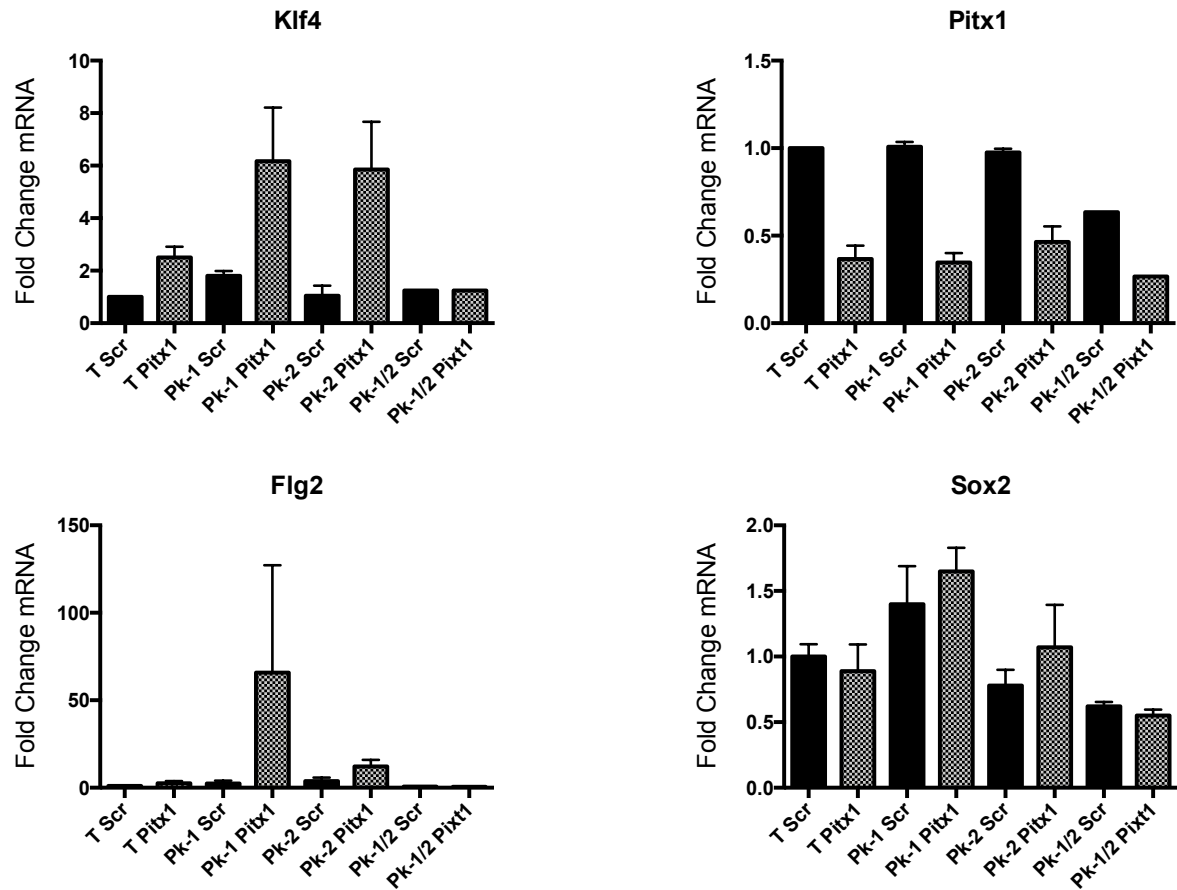 Klf4
Fold Change mRNA
10
8
6
4
2
0
T Scr
T Pitx1
Pk-1 Scr
Pk-1 Pitx1
Pk-2 Scr
Pk-2 Pitx1
Pk-1/2 Scr
Pk-1/2 Pixt1
Pitx1
Fold Change mRNA
1.5
1.0
0.5
0.0
T Scr
T Pitx1
Pk-1 Scr
Pk-1 Pitx1
Pk-2 Scr
Pk-2 Pitx1
Pk-1/2 Scr
Pk-1/2 Pixt1
Flg2
Fold Change mRNA
150
100
50
0
T Scr
T Pitx1
Pk-1 Scr
Pk-1 Pitx1
Pk-2 Scr
Pk-2 Pitx1
Pk-1/2 Scr
Pk-1/2 Pixt1
Sox2
Fold Change mRNA
2.0
1.5
1.0
0.5
0.0
T Scr
T Pitx1
Pk-1 Scr
Pk-1 Pitx1
Pk-2 Scr
Pk-2 Pitx1
Pk-1/2 Scr
Pk-1/2 Pixt1